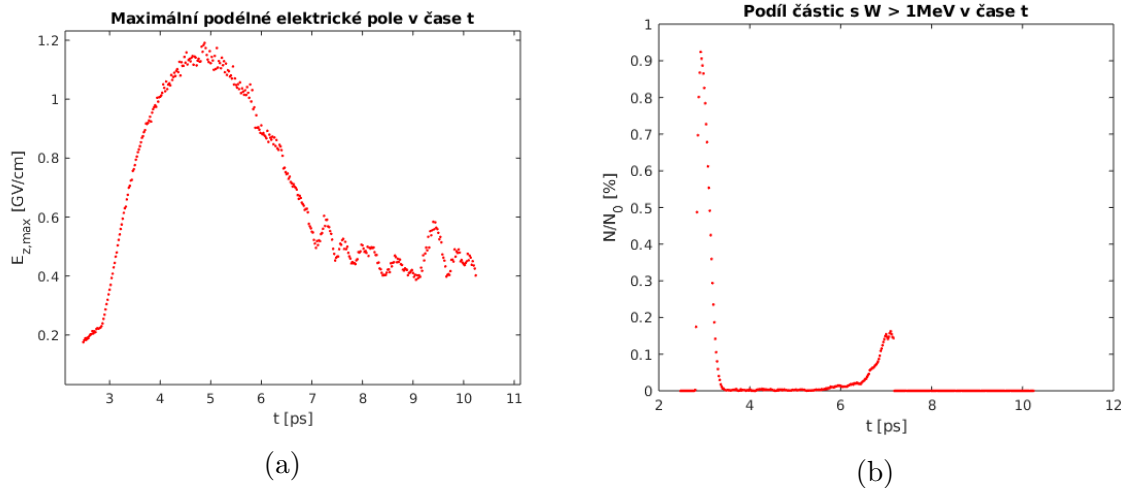 Maximální podélné elektrické pole v čase t
1.2
1
0.8
0.6
0.4
0.2
E_z,max [GV/cm]
3 4 5 6 7 8 9 10 11
t [ps]
(a)
Podíl částic s W > 1MeV v čase t
1
0.9
0.8
0.7
0.6
0.5
0.4
0.3
0.2
0.1
0
N/N_0 [%]
2 4 6 8 10 12
t [ps]
(b)